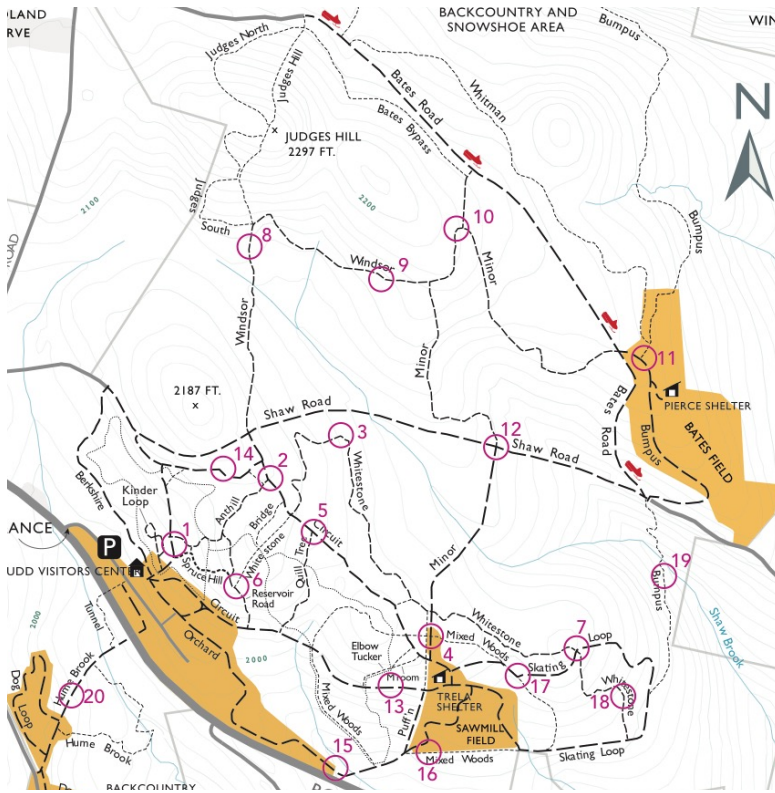 LAND
RVE
BACKCOUNTRY AND
SNOWSHOE AREA
WIN
Bumpus
Judges North
Judges Hill
Bates Road
Whitman
N
Bates Bypass
JUDGES HILL
2297 FT.
Judges
2100
2200
South
8
10
Bumpus
ROAD
Windsor
9
Minor
Windsor
Minor
11
2187 FT.
PIERCE SHELTER
Shaw Road
Bates
Road
Bumpus
BATES FIELD
3
12
Shaw Road
14
2
Whitestone
Berkshire
Kinder
Loop
Anthill
Bridge
5
Circuit
ANCE
P
1
Minor
UDD VISITORS CENTER
Spruce Hill
6
Whitestone
Reservoir
Road
19
Bumpus
Shaw Brook
Circuit
Tunnel
2000
Orchard
2000
Elbow
Tucker
4
Mixed
Woods
Whitestone
7
Loop
Skating
17
Hume Brook
Dog
Loop
20
Mixed Woods
13
Puff'n
TRELA
SHELTER
Whitestone
18
SAWMILL
FIELD
Hume Brook
15
16
Mixed Woods
Skating Loop
BACKCOUNTRY